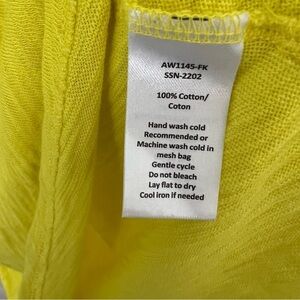 AW1145-FK
SSN-2202
100% Cotton/
Coton
Hand wash cold
Recommended or
Machine wash cold in
mesh bag
Gentle cycle
Do not bleach
Lay flat to dry
Cool iron if needed